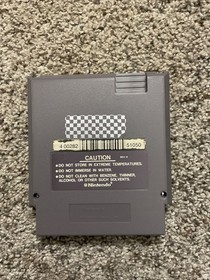 4 00282 51050
CAUTION
•DO NOT STORE IN EXTREME TEMPERATURES.
•DO NOT IMMERSE IN WATER.
•DO NOT CLEAN WITH BENZENE, THINNER,
ALCOHOL OR OTHER SUCH SOLVENTS.
Nintendo